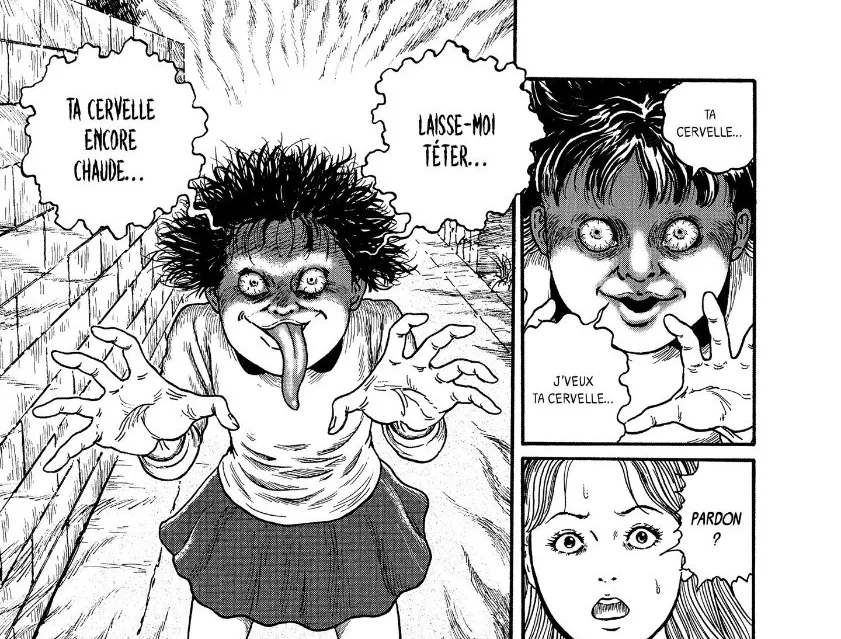 TA
CERVELLE...
J'VEUX
TA CERVELLE...
PARDON
?
LAISSE-MOI
TÉTER...
TA CERVELLE
ENCORE
CHAUDE...